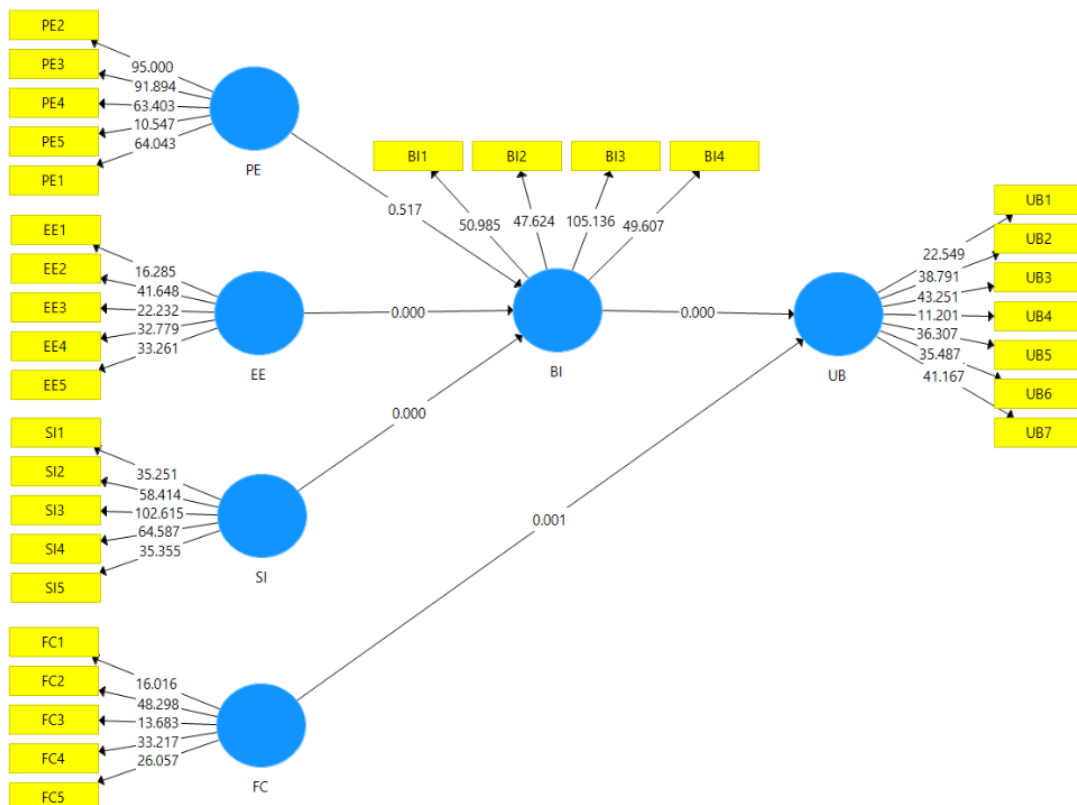 PE2
PE3
PE4
PE5
PE1
95.000
91.894
63.403
10.547
64.043
PE
BI1
BI2
BI3
BI4
50.985
47.624
105.136
49.607
0.517
EE1
EE2
EE3
EE4
EE5
16.285
41.648
22.232
32.779
33.261
EE
0.000
BI
0.000
UB
UB1
UB2
UB3
UB4
UB5
UB6
UB7
22.549
38.791
43.251
11.201
36.307
35.487
41.167
SI1
SI2
SI3
SI4
SI5
35.251
58.414
102.615
64.587
35.355
SI
0.000
0.001
FC1
FC2
FC3
FC4
FC5
16.016
48.298
13.683
33.217
26.057
FC